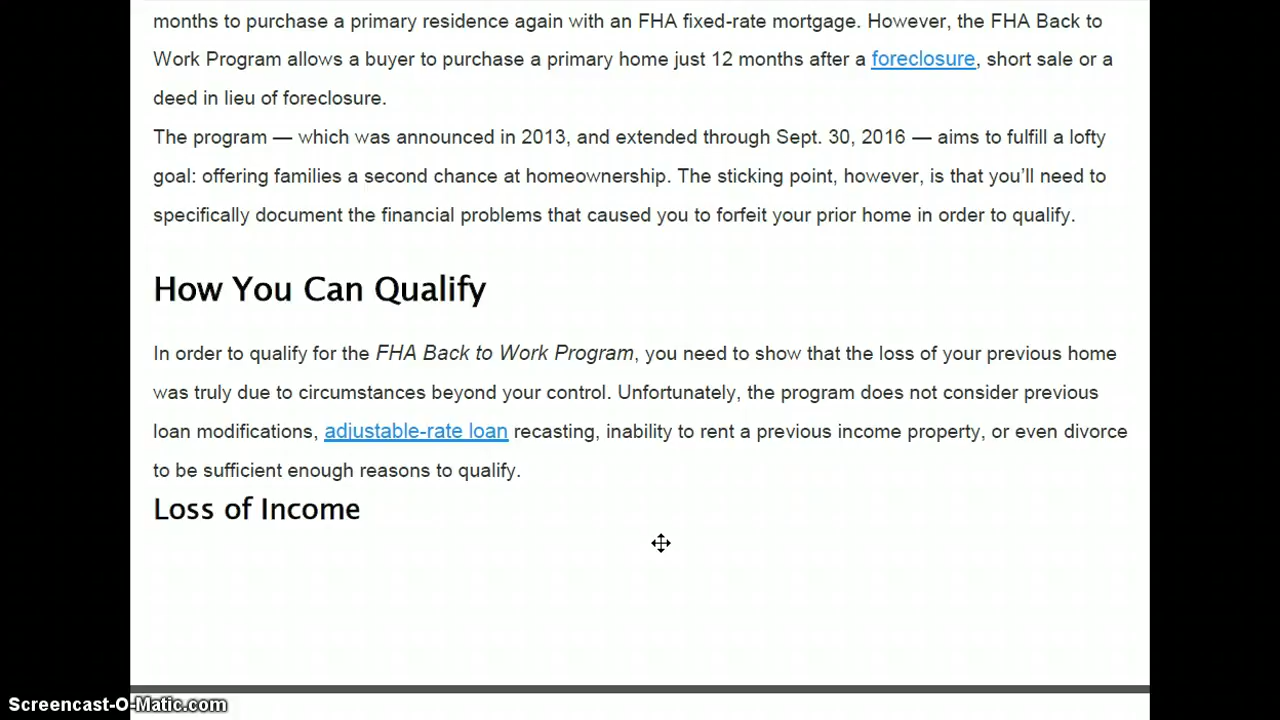 months to purchase a primary residence again with an FHA fixed-rate mortgage. However, the FHA Back to
Work Program allows a buyer to purchase a primary home just 12 months after a foreclosure, short sale or a
deed in lieu of foreclosure.
The program — which was announced in 2013, and extended through Sept. 30, 2016 — aims to fulfill a lofty
goal: offering families a second chance at homeownership. The sticking point, however, is that you’ll need to
specifically document the financial problems that caused you to forfeit your prior home in order to qualify.
How You Can Qualify
In order to qualify for the FHA Back to Work Program, you need to show that the loss of your previous home
was truly due to circumstances beyond your control. Unfortunately, the program does not consider previous
loan modifications, adjustable-rate loan recasting, inability to rent a previous income property, or even divorce
to be sufficient enough reasons to qualify.
Loss of Income
Screencast-O-Matic.com